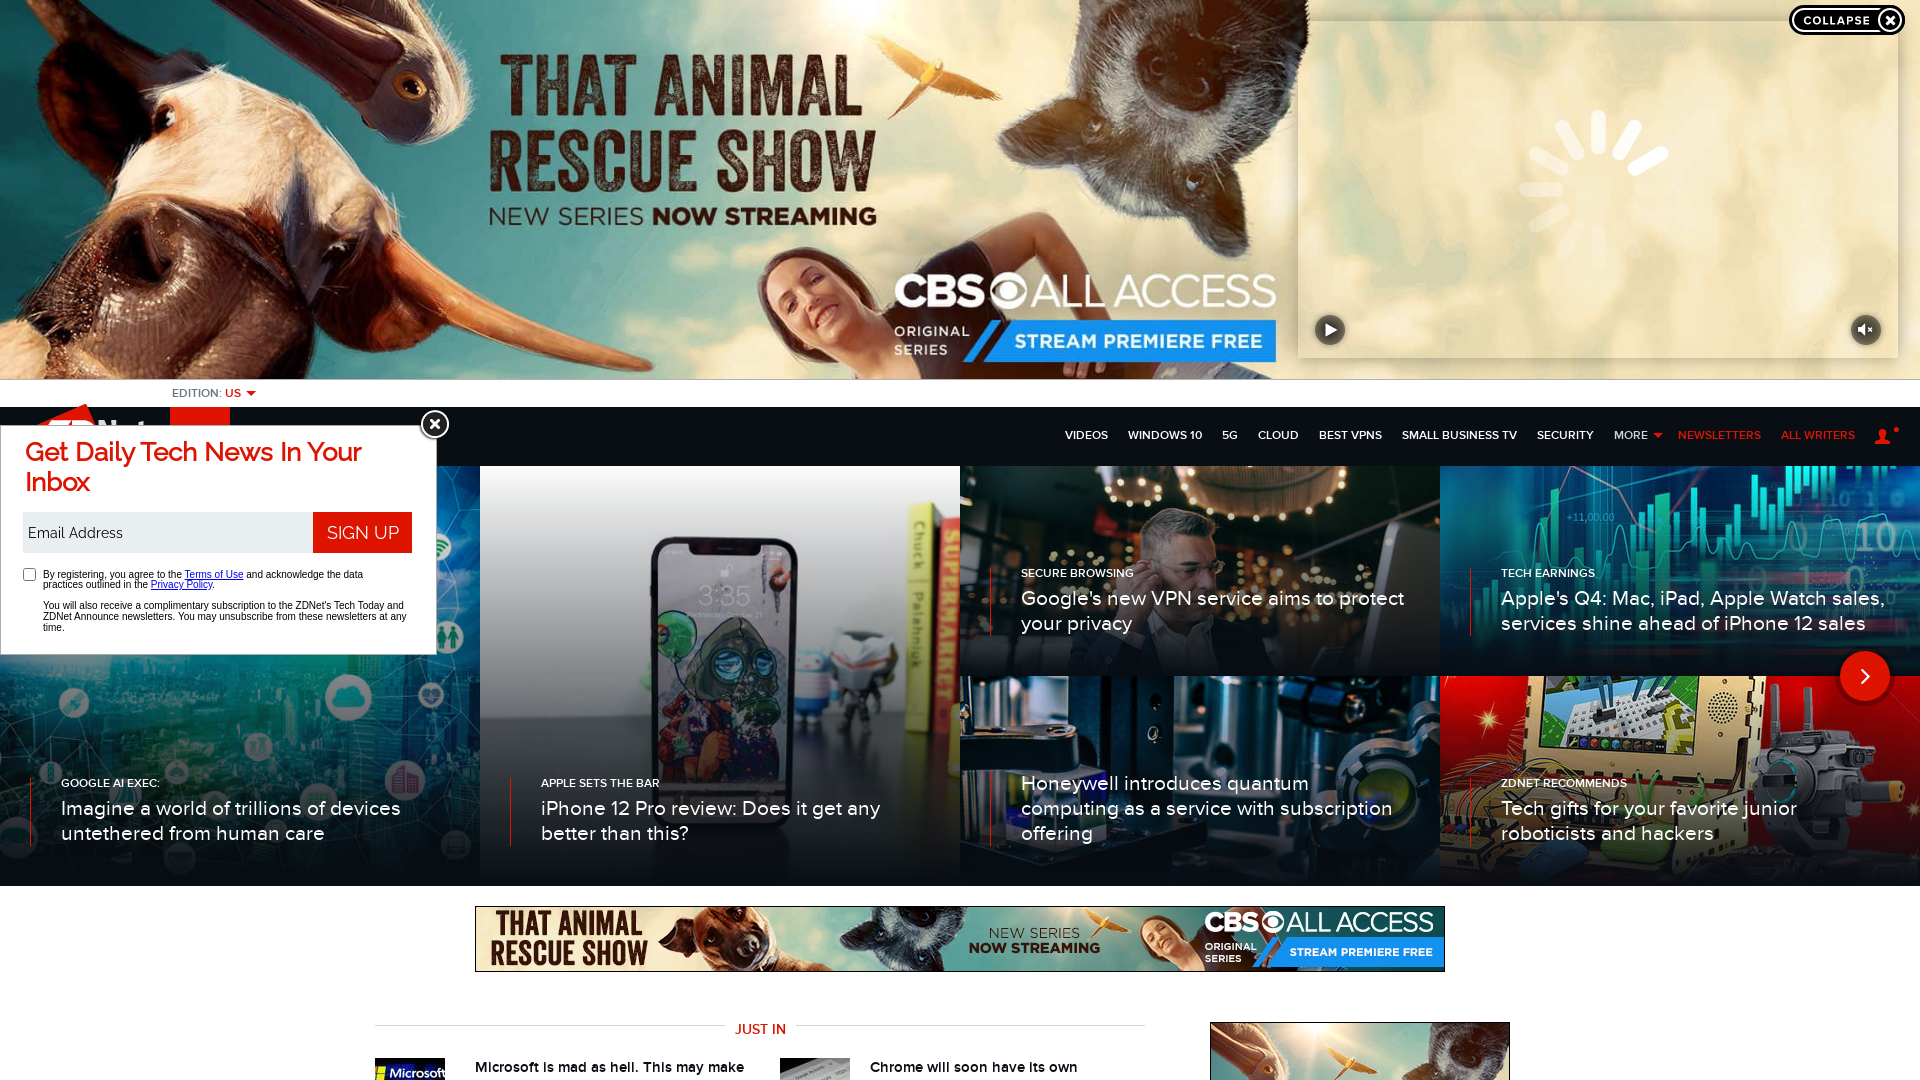 COLLAPSE
THAT ANIMAL
RESCUE SHOW
NEW SERIES NOW STREAMING
CBS ALL ACCESS
ORIGINAL
SERIES
STREAM PREMIERE FREE
EDITION: US
VIDEOS
WINDOWS 10
5G
CLOUD
BEST VPNS
SMALL BUSINESS TV
SECURITY
MORE
NEWSLETTERS
ALL WRITERS
Get Daily Tech News In Your
Inbox
Email Address
SIGN UP
By registering, you agree to the Terms of Use and acknowledge the data
practices outlined in the Privacy Policy.
You will also receive a complimentary subscription to the ZDNet's Tech Today and
ZDNet Announce newsletters. You may unsubscribe from these newsletters at any
time.
GOOGLE AI EXEC:
Imagine a world of trillions of devices
untethered from human care
3:35
Chuck Palahniuk
SUPERMARKET
APPLE SETS THE BAR
iPhone 12 Pro review: Does it get any
better than this?
SECURE BROWSING
Google's new VPN service aims to protect
your privacy
+11,00.00
TECH EARNINGS
Apple's Q4: Mac, iPad, Apple Watch sales,
services shine ahead of iPhone 12 sales
Honeywell introduces quantum
computing as a service with subscription
offering
ZDNET RECOMMENDS
Tech gifts for your favorite junior
roboticists and hackers
THAT ANIMAL
RESCUE SHOW
NEW SERIES
NOW STREAMING
CBS ALL ACCESS
ORIGINAL
SERIES
STREAM PREMIERE FREE
JUST IN
Microsoft
Microsoft is mad as hell. This may make
Chrome will soon have its own